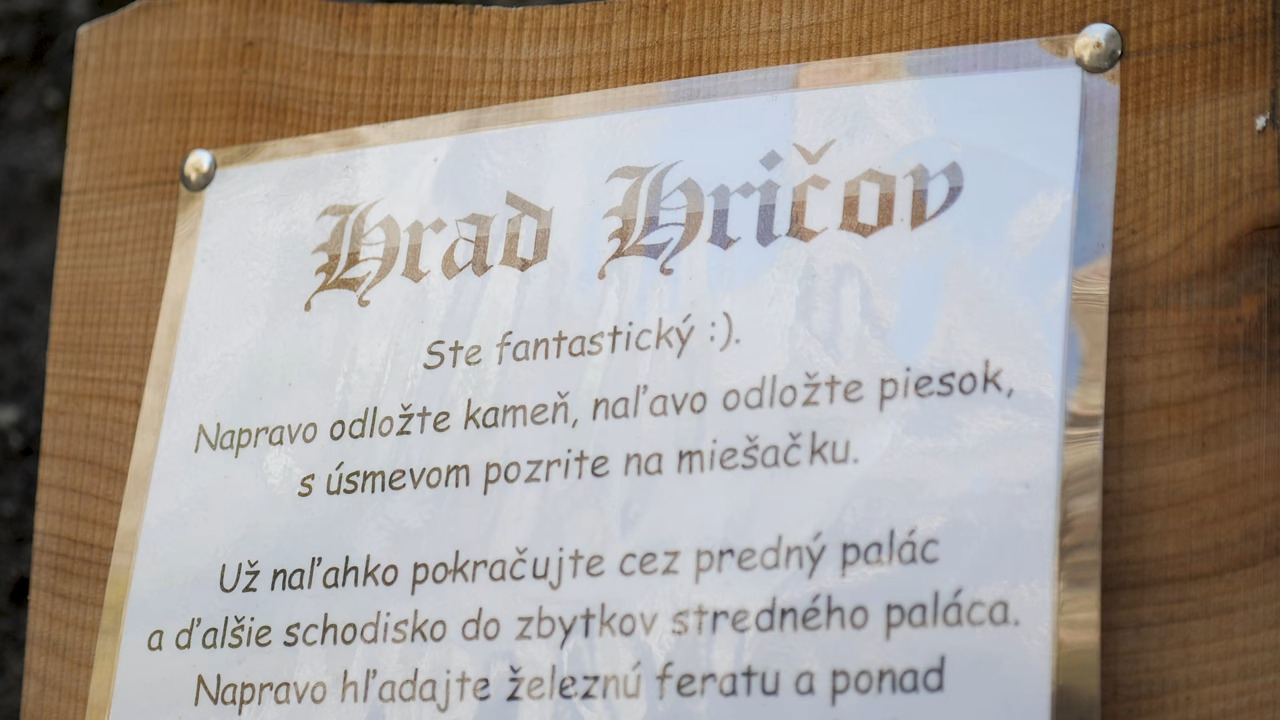 Hrad Hričov
Ste fantastický :).
Napravo odložte kameň, naľavo odložte piesok,
s úsmevom pozrite na miešačku.
Už naľahko pokračujte cez predný palác
a ďalšie schodisko do zbytkov stredného paláca.
Napravo hľadajte železnú feratu a ponad